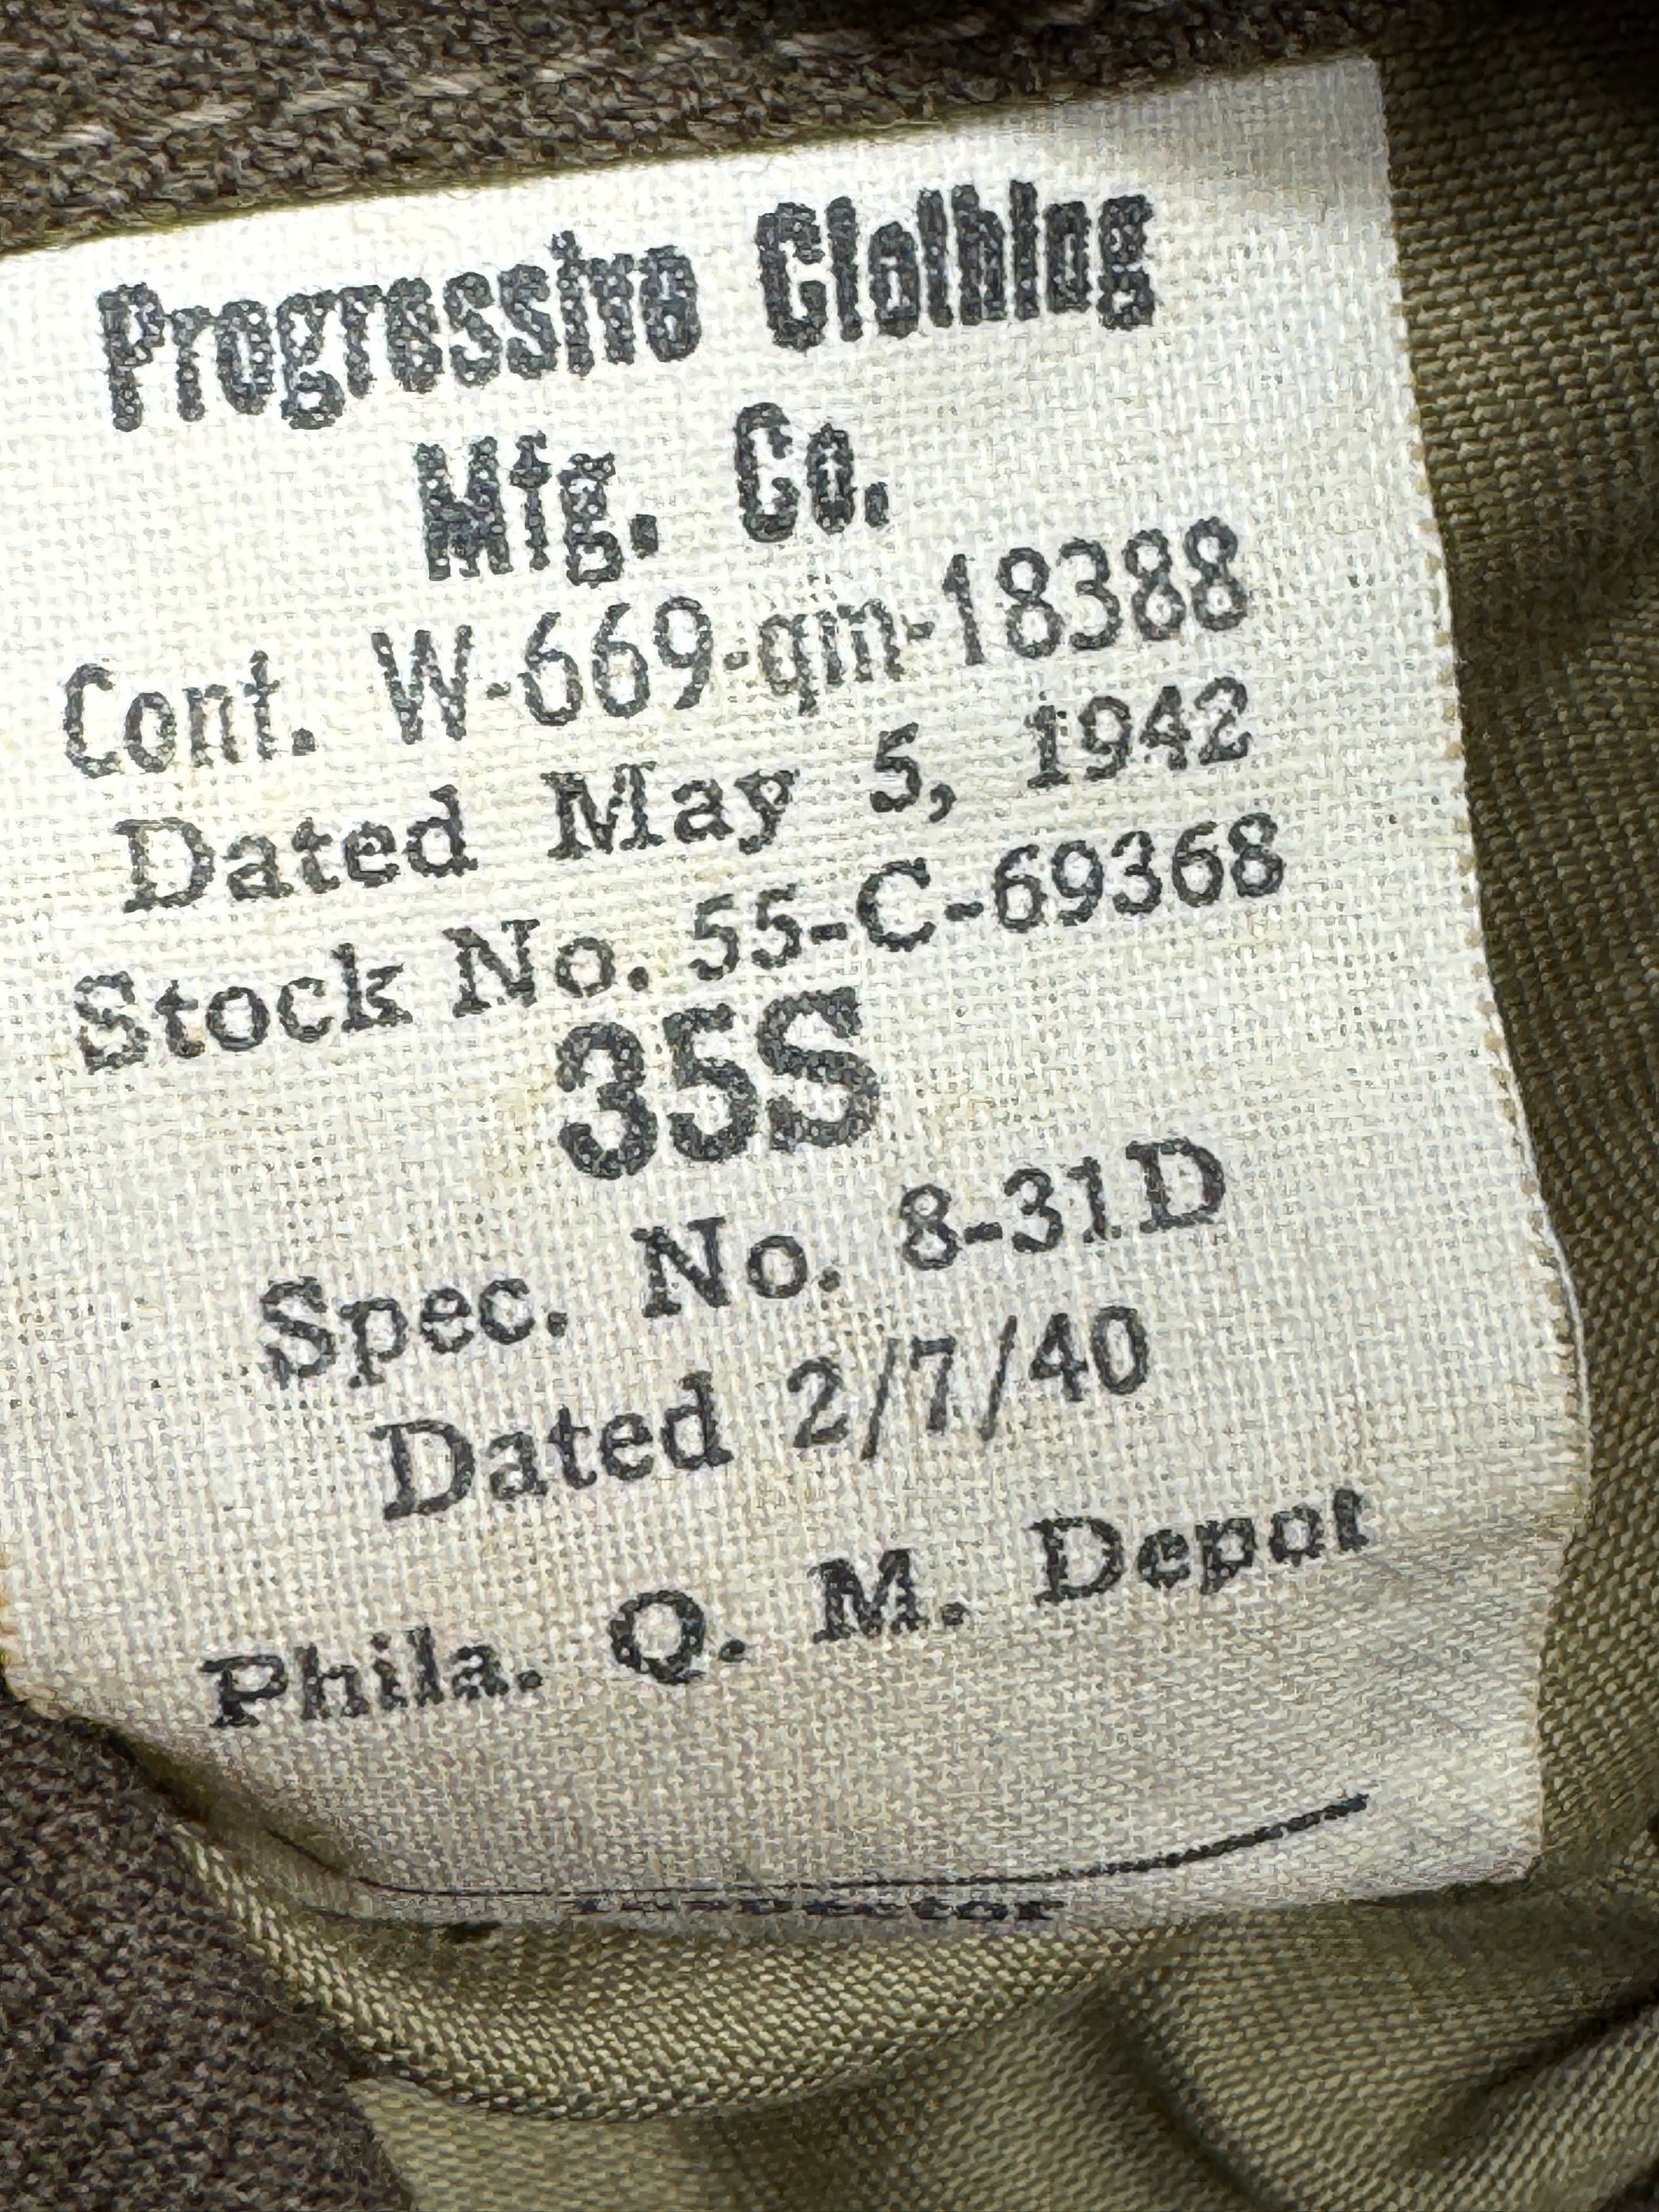 Progressive Clothing
Mfg. Co.
Cont. W-669-qm-18388
Dated May 5, 1942
Stock No. 55-C-69368
35S
Spec. No. 8-31D
Dated 2/7/40
Phila. Q. M. Depot
Inspector